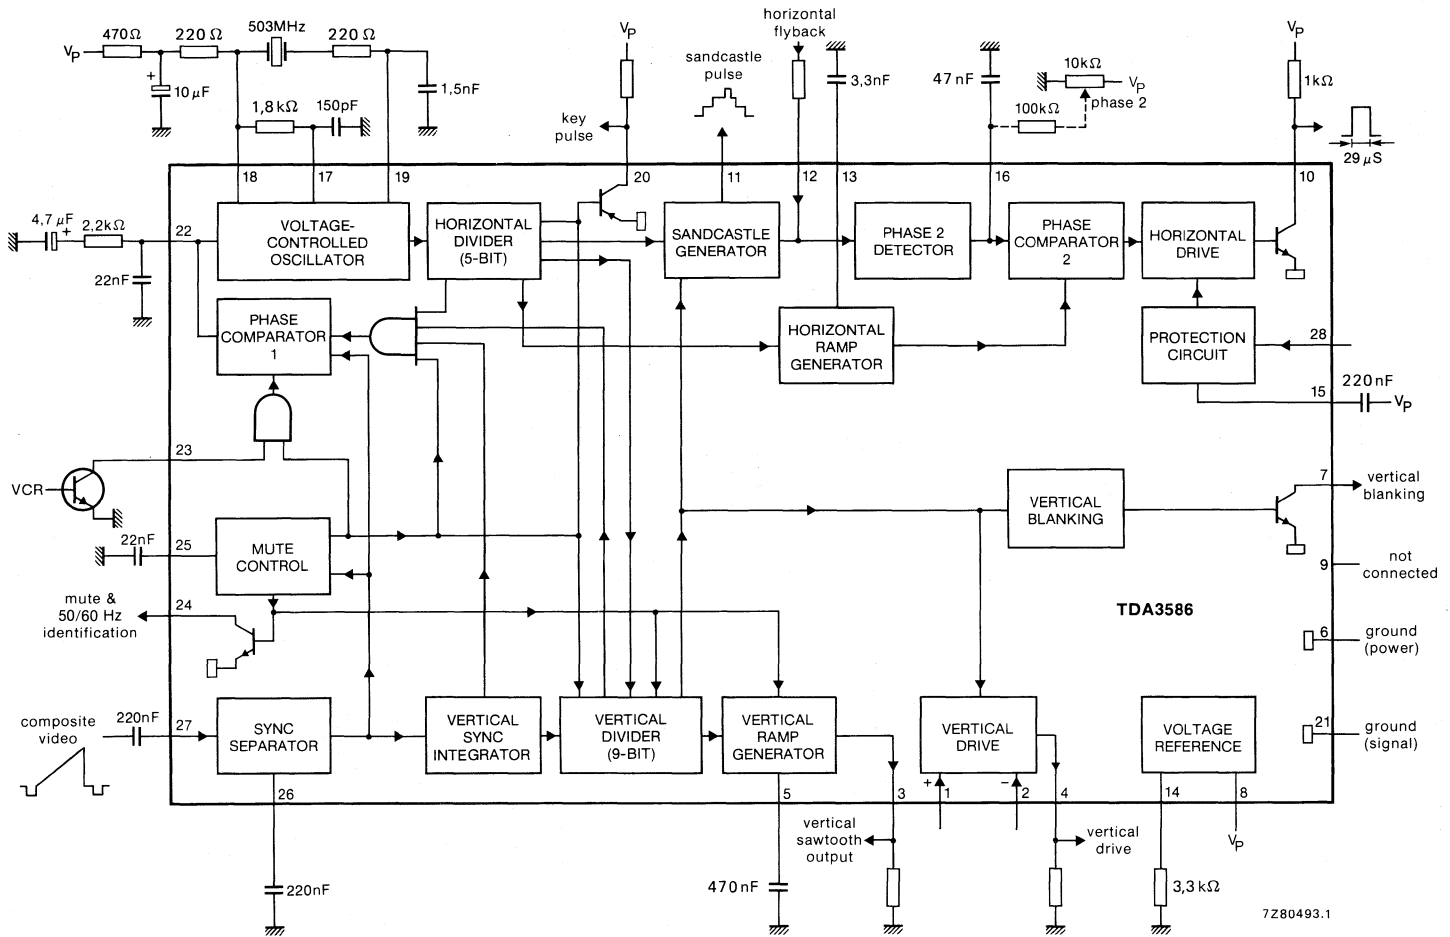 470Ω
220Ω
503MHz
220Ω
VP
+
10μF
1,8kΩ
150pF
1,5nF
VP
key
pulse
sandcastle
pulse
horizontal
flyback
3,3nF
47nF
10kΩ
VP
phase 2
100kΩ
VP
1kΩ
29μS
18
17
19
20
11
12
13
16
10
4,7μF
+
2,2kΩ
22
22nF
VOLTAGE-
CONTROLLED
OSCILLATOR
HORIZONTAL
DIVIDER
(5-BIT)
SANDCASTLE
GENERATOR
PHASE 2
DETECTOR
PHASE
COMPARATOR
2
HORIZONTAL
DRIVE
PHASE
COMPARATOR
1
HORIZONTAL
RAMP
GENERATOR
PROTECTION
CIRCUIT
28
15
220nF
VP
23
VCR
VERTICAL
BLANKING
7
vertical
blanking
22nF
25
MUTE
CONTROL
9
not
connected
mute &
50/60 Hz
identification
24
TDA3586
6
ground
(power)
composite
video
220nF
27
SYNC
SEPARATOR
VERTICAL
SYNC
INTEGRATOR
VERTICAL
DIVIDER
(9-BIT)
VERTICAL
RAMP
GENERATOR
VERTICAL
DRIVE
VOLTAGE
REFERENCE
21
ground
(signal)
26
5
3
+
1
−
2
4
14
8
vertical
sawtooth
output
vertical
drive
VP
220nF
470nF
3,3kΩ
7Z80493.1